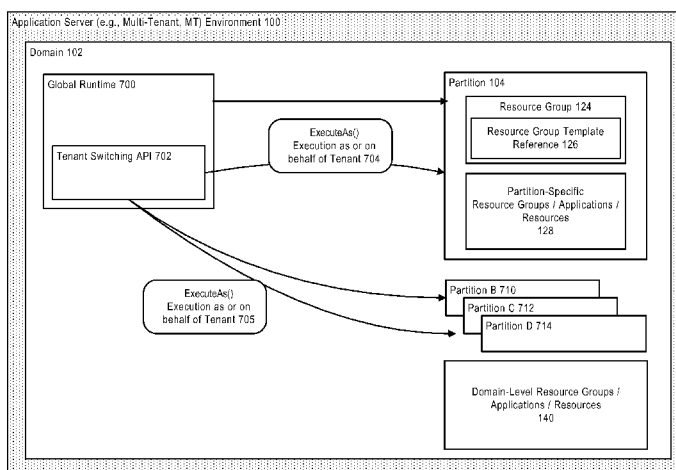 Application Server (e.g., Multi-Tenant, MT) Environment 100
Domain 102
Global Runtime 700
Tenant Switching API 702
ExecuteAs()
Execution as or on
behalf of Tenant 704
ExecuteAs()
Execution as or on
behalf of Tenant 705
Partition 104
Resource Group 124
Resource Group Template
Reference 126
Partition-Specific
Resource Groups / Applications /
Resources
128
Partition B 710
Partition C 712
Partition D 714
Domain-Level Resource Groups /
Applications / Resources
140